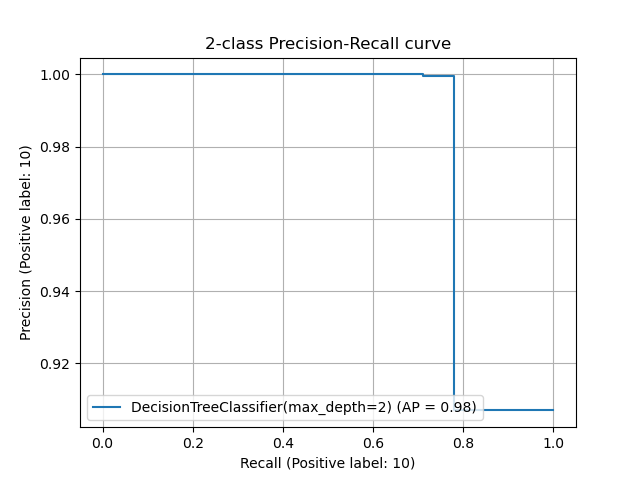 2-class Precision-Recall curve
1.00
0.98
0.96
0.94
0.92
Precision (Positive label: 10)
DecisionTreeClassifier(max_depth=2) (AP = 0.98)
0.0 0.2 0.4 0.6 0.8 1.0
Recall (Positive label: 10)